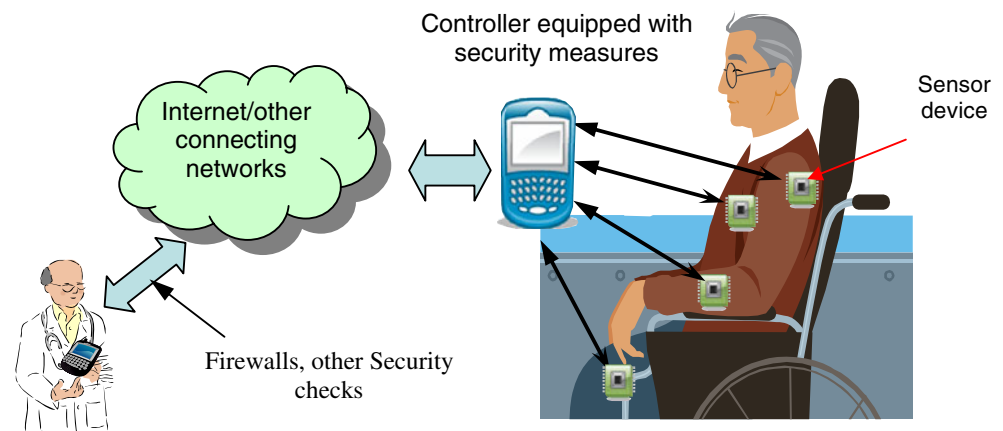 Controller equipped with
security measures
Internet/other
connecting
networks
Sensor
device
Firewalls, other Security
checks